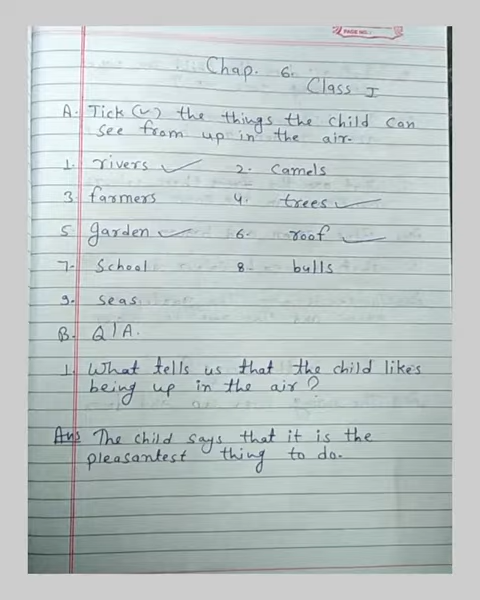 PAGE NO.:
Chap. 6.
Class I
A. Tick (✓) the things the child can
see from up in the air.
1. rivers ✓ 2. camels
3. farmers 4. trees ✓
5. garden ✓ 6. roof ✓
7. School 8. bulls
9. seas
B. Q/A.
1. What tells us that the child likes
being up in the air?
Ans The child says that it is the
pleasantest thing to do.